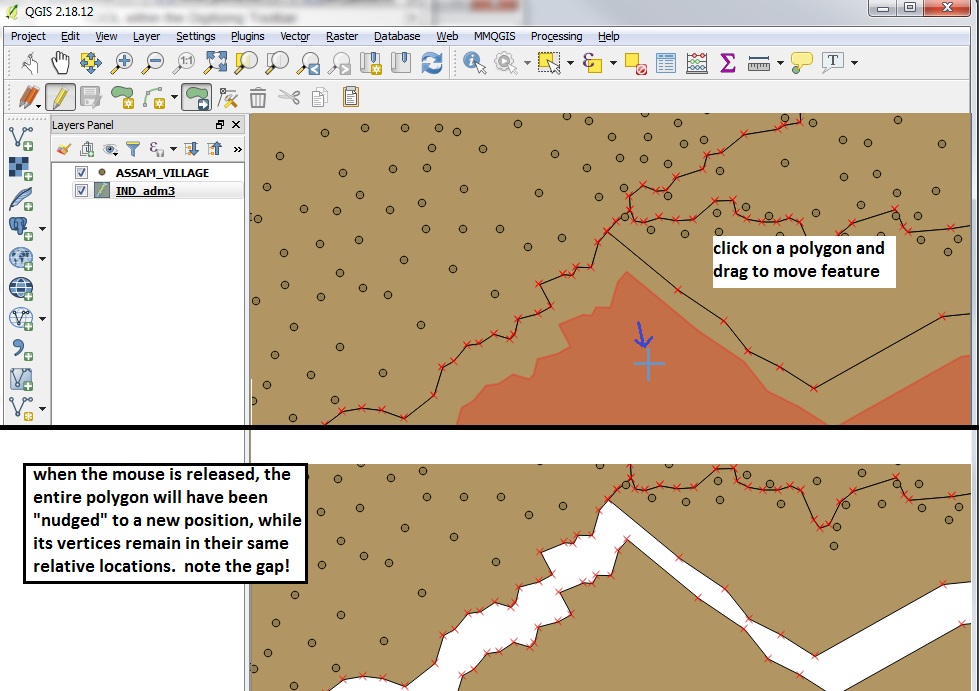 QGIS 2.18.12
Project Edit View Layer Settings Plugins Vector Raster Database Web MMQGIS Processing Help
1:1
T
Layers Panel
ASSAM_VILLAGE
IND_adm3
click on a polygon and
drag to move feature
when the mouse is released, the
entire polygon will have been
"nudged" to a new position, while
its vertices remain in their same
relative locations.  note the gap!